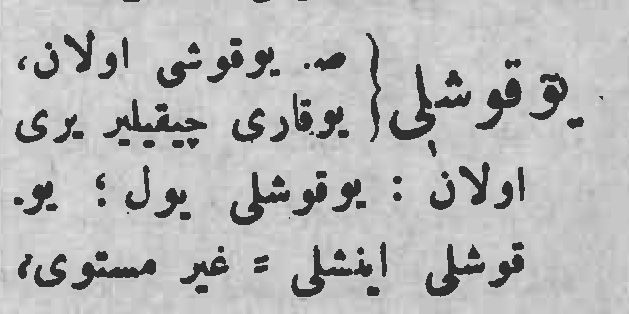 یوقوشلی } صـ. یوقوشی اولان،
یوقاری چیقیلیر یری
اولان : یوقوشلی یول ؛ یو-
قوشلی اینشلی = غیر مستوی،